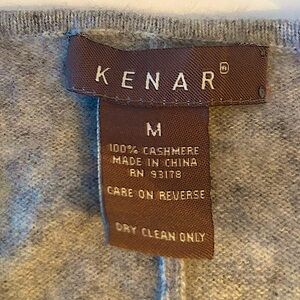 KENAR®
M
100% CASHMERE
MADE IN CHINA
RN 93178
CARE ON REVERSE
DRY CLEAN ONLY